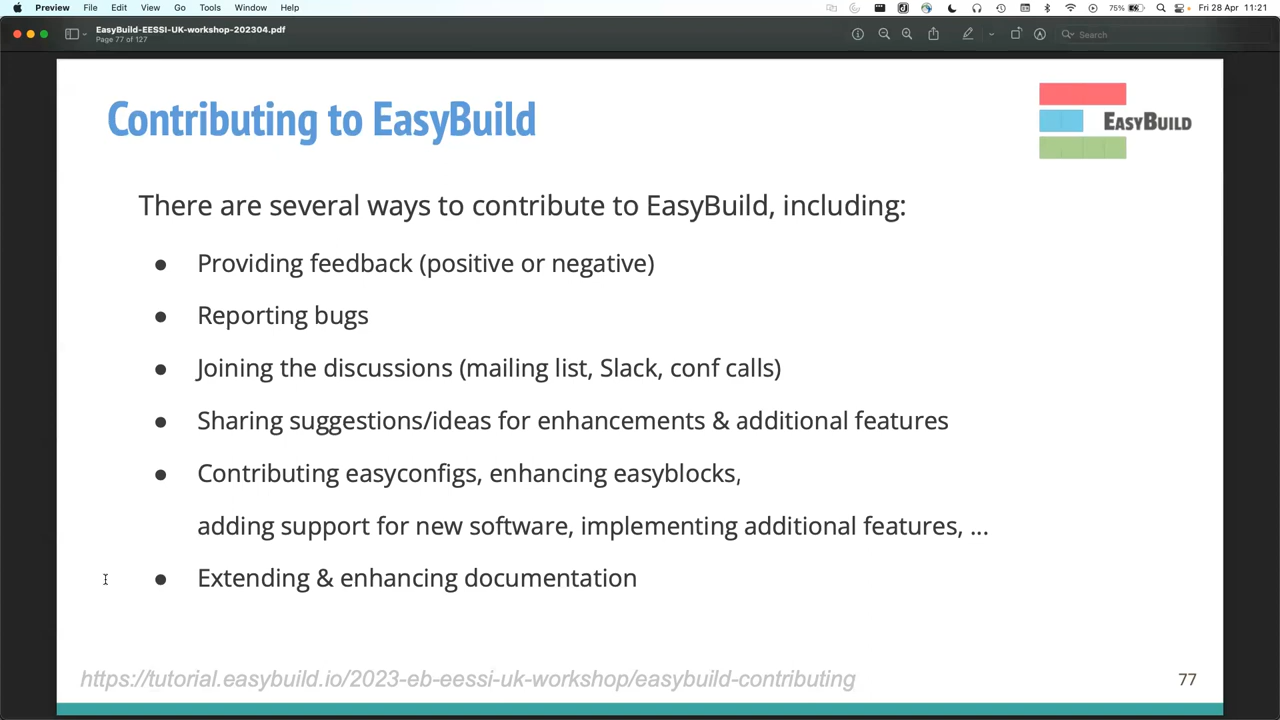 Preview File Edit View Go Tools Window Help
75% Fri 28 Apr 11:21
EasyBuild-EESSI-UK-workshop-202304.pdf
Page 77 of 127
Search
Contributing to EasyBuild
EASYBUILD
There are several ways to contribute to EasyBuild, including:
● Providing feedback (positive or negative)
● Reporting bugs
● Joining the discussions (mailing list, Slack, conf calls)
● Sharing suggestions/ideas for enhancements & additional features
● Contributing easyconfigs, enhancing easyblocks,
adding support for new software, implementing additional features, ...
● Extending & enhancing documentation
https://tutorial.easybuild.io/2023-eb-eessi-uk-workshop/easybuild-contributing
77